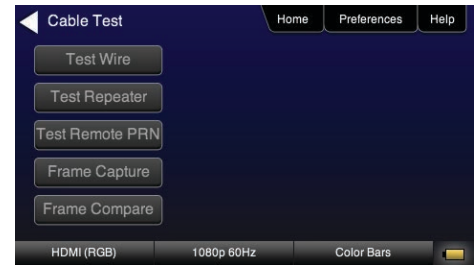 Cable Test
Home
Preferences
Help
Test Wire
Test Repeater
Test Remote PRN
Frame Capture
Frame Compare
HDMI (RGB)
1080p 60Hz
Color Bars